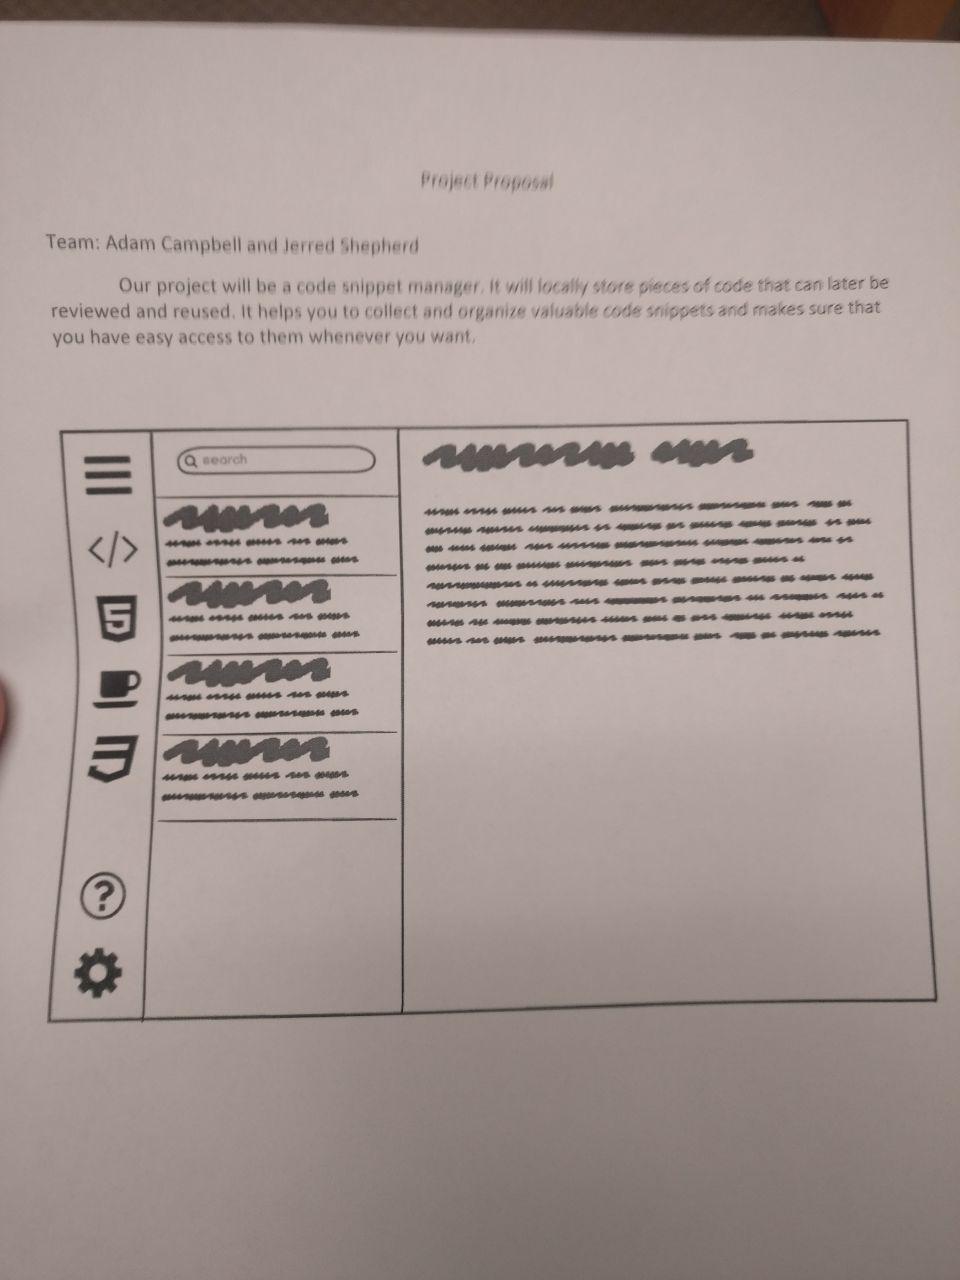 Project Proposal
Team: Adam Campbell and Jerred Shepherd
Our project will be a code snippet manager. It will locally store pieces of code that can later be
reviewed and reused. It helps you to collect and organize valuable code snippets and makes sure that
you have easy access to them whenever you want.
search
</>
5
?